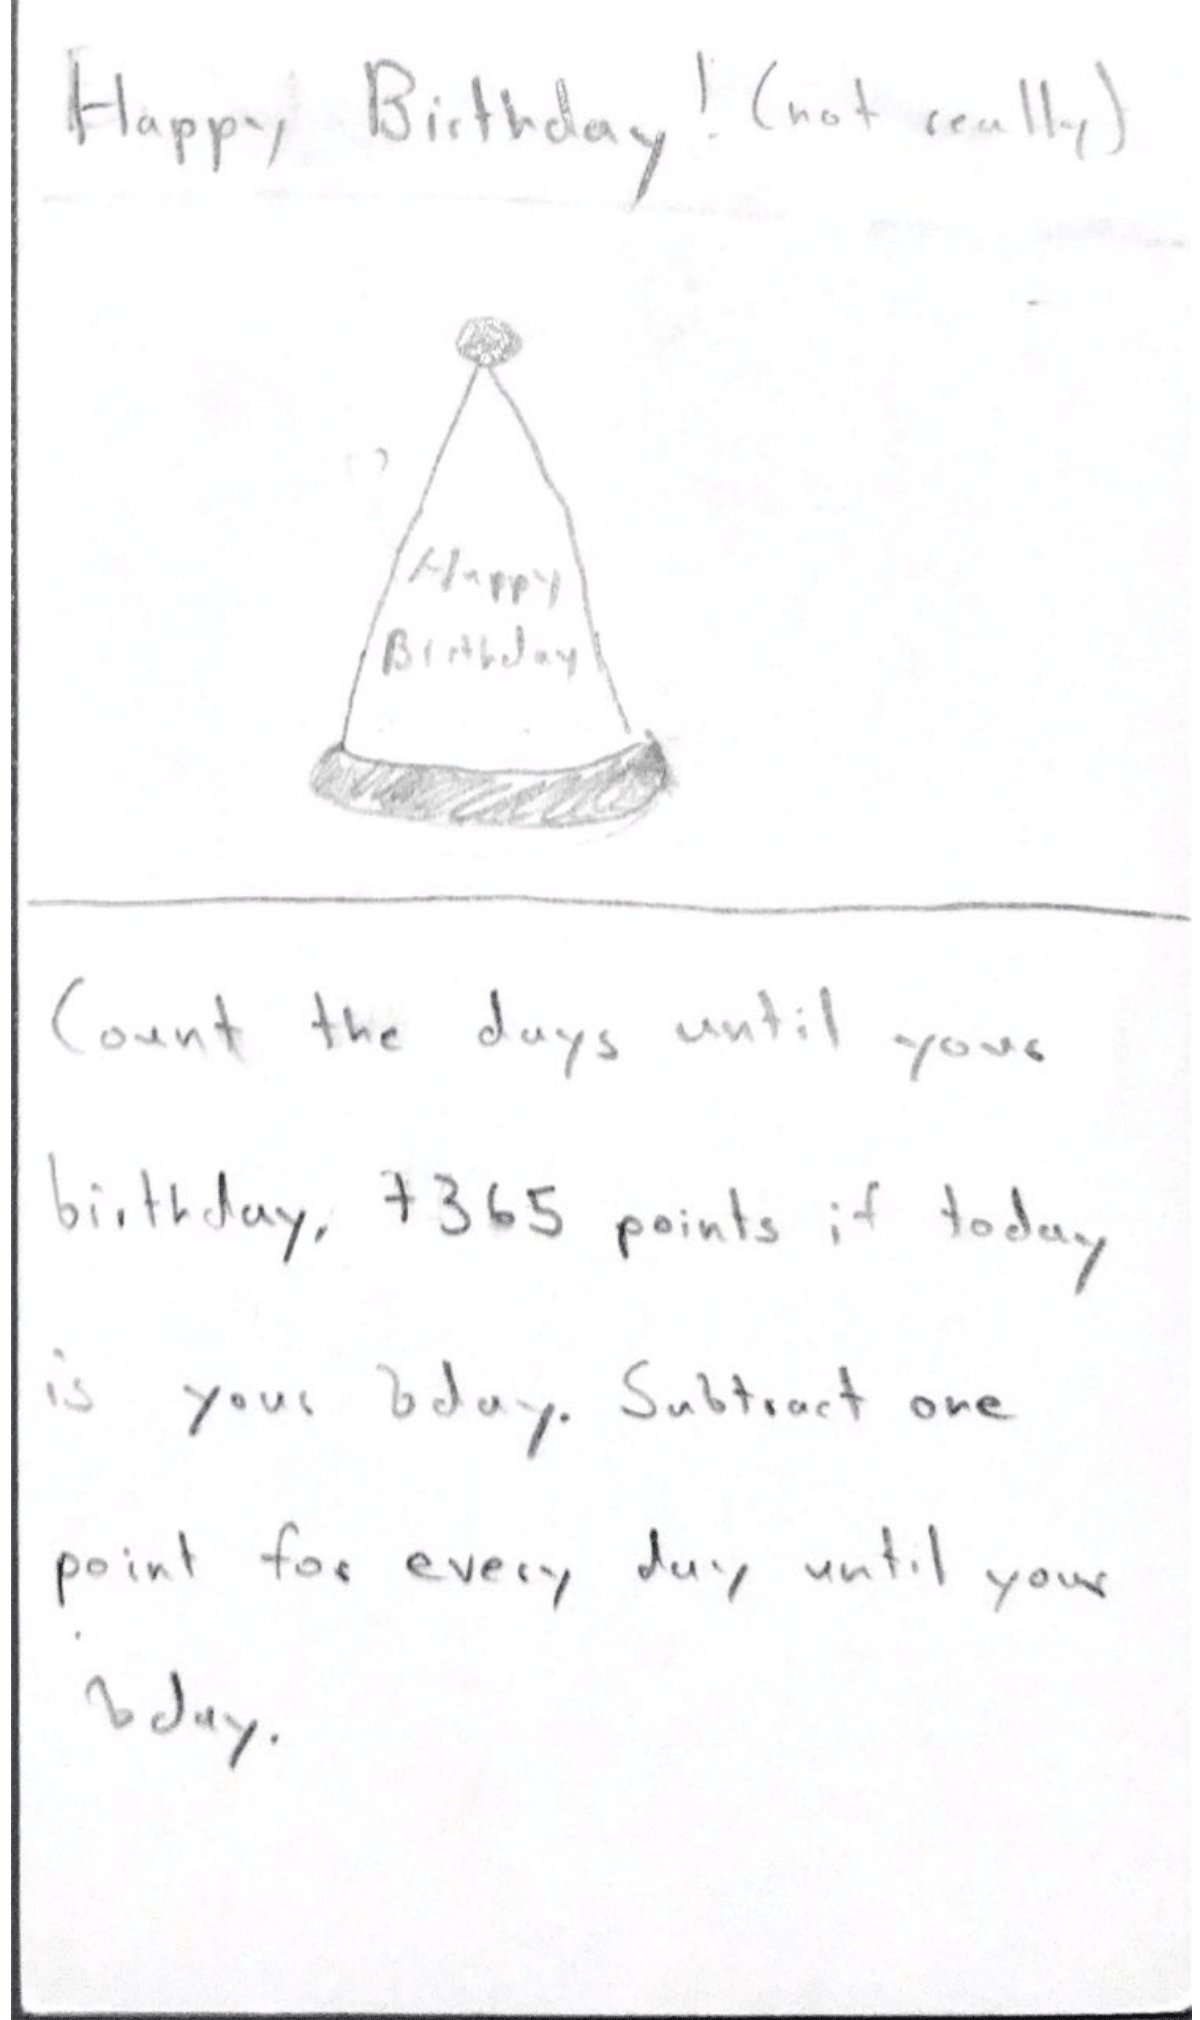 Happy Birthday! (not really)
Happy
Birthday
Count the days until your
birthday, +365 points if today
is your bday. Subtract one
point for every day until your
bday.